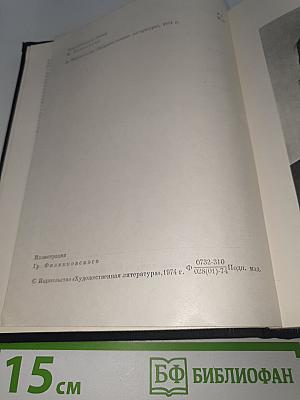 Иллюстрации
Гр. Филипповского
© Издательство «Художественная литература», 1974 г. Ф 0732-310
028(01)-74 Подп. изд.
15 см
БФ БИБЛИОФАН